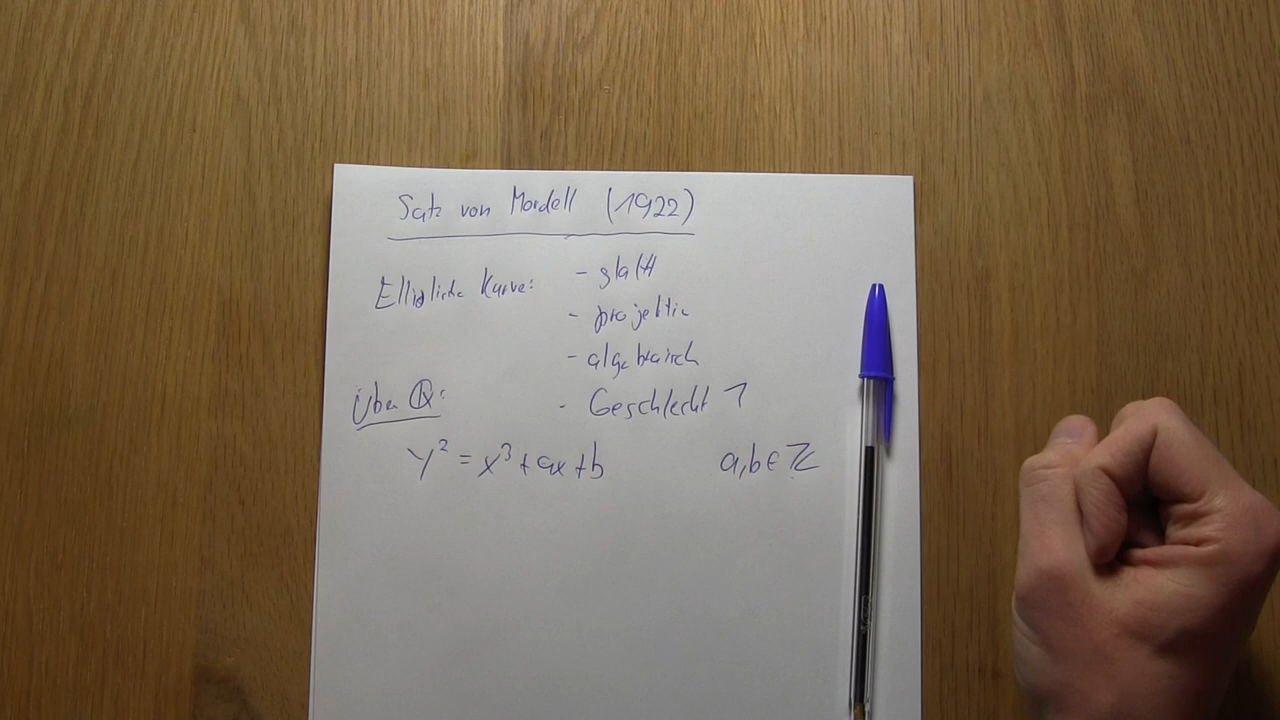 Satz von Mordell (1922)
Elliptische Kurve: - glatt
- projektiv
- algebraisch
- Geschlecht 1
Über ℚ:
y² = x³ + ax + b a,b ∈ ℤ